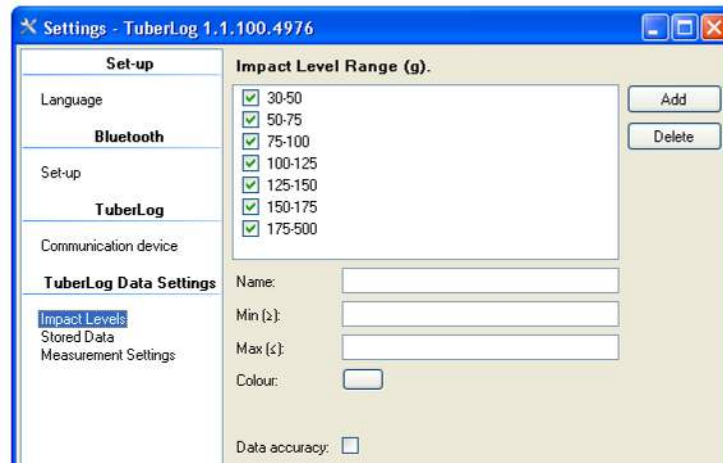 Settings - TuberLog 1.1.100.4976
Set-up
Language
Bluetooth
Set-up
TuberLog
Communication device
TuberLog Data Settings
Impact Levels
Stored Data
Measurement Settings
Impact Level Range (g).
30-50
50-75
75-100
100-125
125-150
150-175
175-500
Add
Delete
Name:
Min (≥):
Max (≤):
Colour:
Data accuracy: